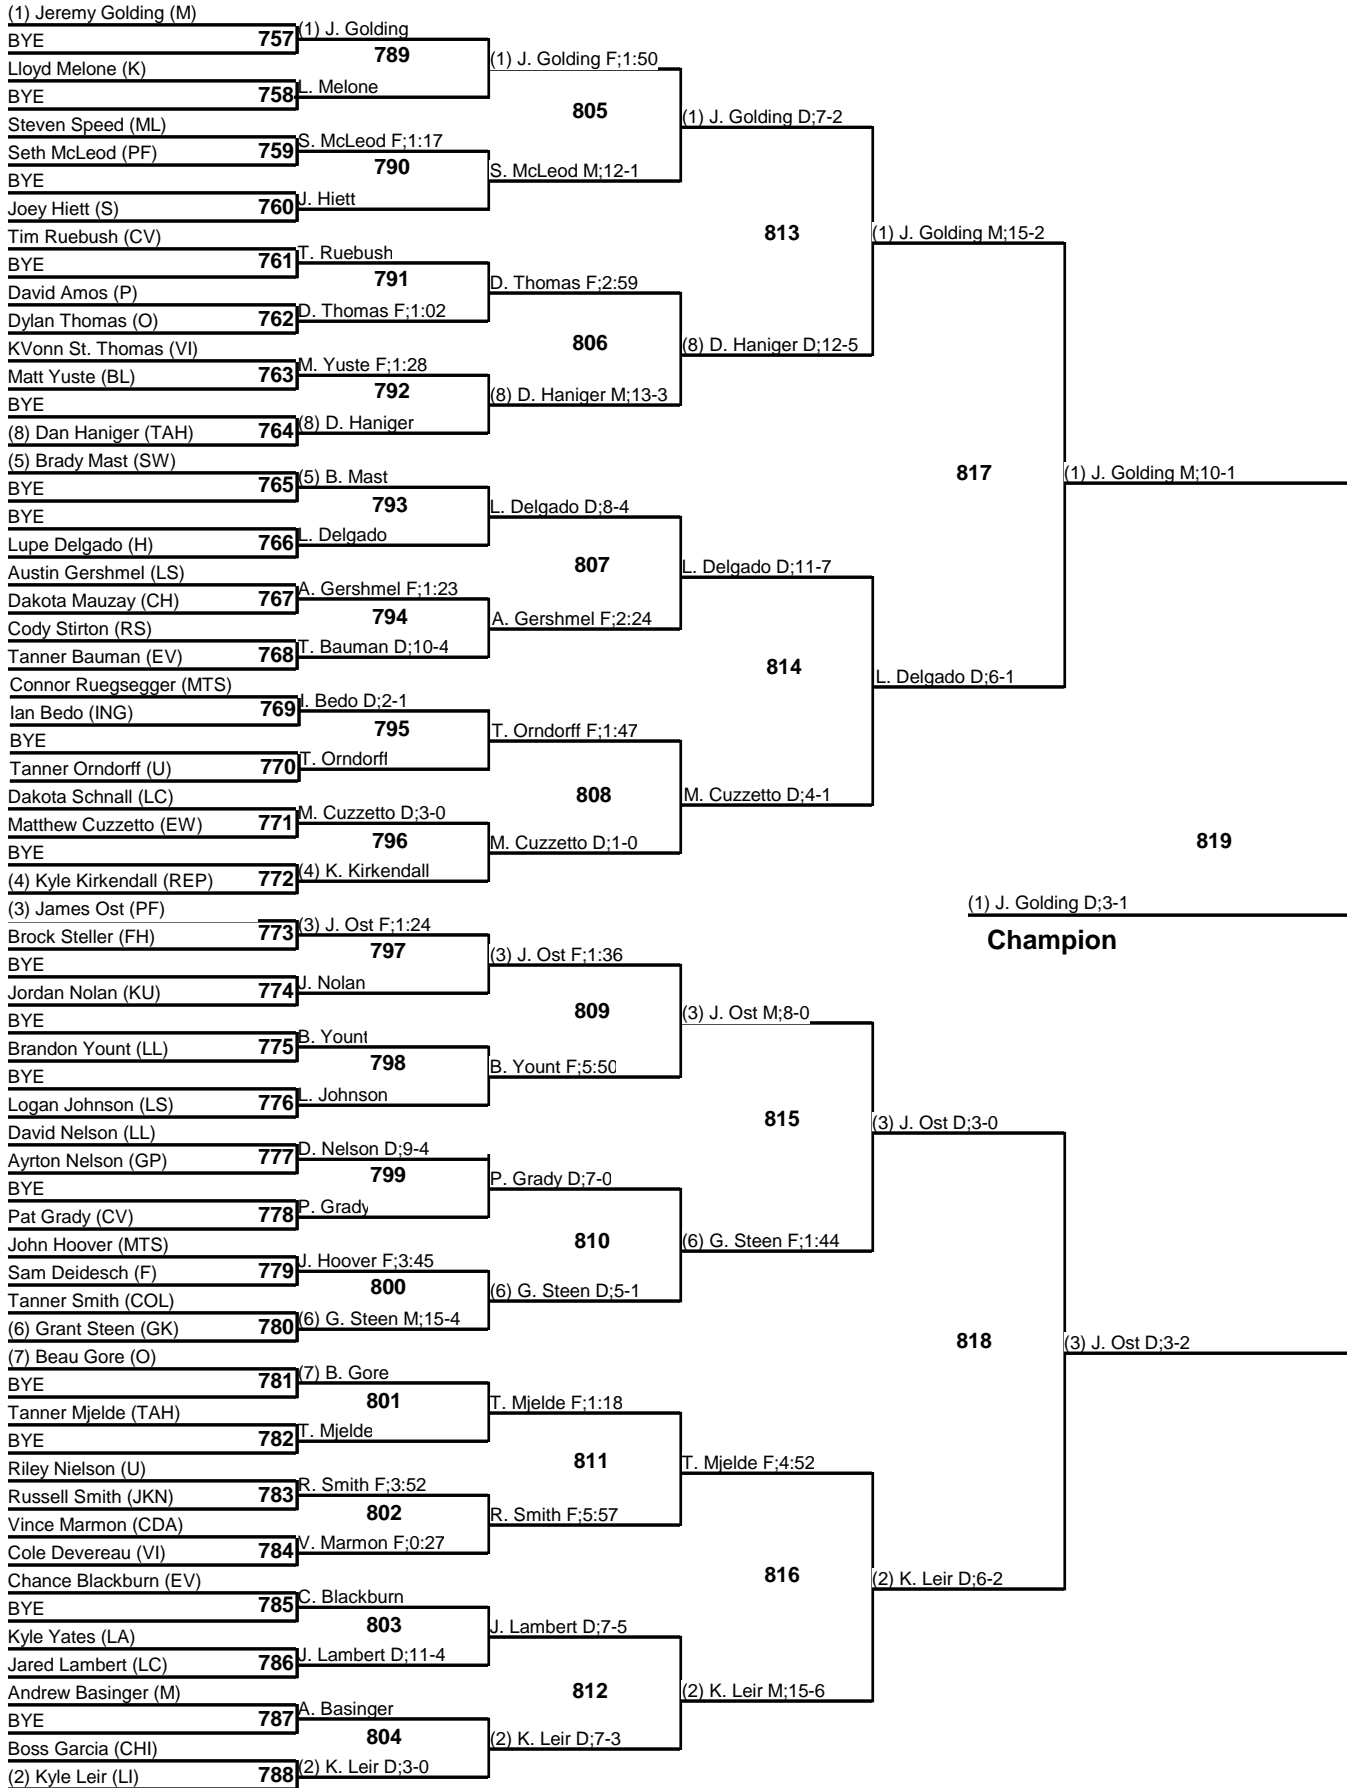 (1) Jeremy Golding (M)
BYE
757
Lloyd Melone (K)
BYE
758
Steven Speed (ML)
Seth McLeod (PF)
759
BYE
Joey Hiett (S)
760
Tim Ruebush (CV)
BYE
761
David Amos (P)
Dylan Thomas (O)
762
KVonn St. Thomas (VI)
Matt Yuste (BL)
763
BYE
(8) Dan Haniger (TAH)
764
(5) Brady Mast (SW)
BYE
765
BYE
Lupe Delgado (H)
766
Austin Gershmel (LS)
Dakota Mauzay (CH)
767
Cody Stirton (RS)
Tanner Bauman (EV)
768
Connor Ruegsegger (MTS)
Ian Bedo (ING)
769
BYE
Tanner Orndorff (U)
770
Dakota Schnall (LC)
Matthew Cuzzetto (EW)
771
BYE
(4) Kyle Kirkendall (REP)
772
(3) James Ost (PF)
Brock Steller (FH)
773
BYE
Jordan Nolan (KU)
774
BYE
Brandon Yount (LL)
775
BYE
Logan Johnson (LS)
776
David Nelson (LL)
Ayrton Nelson (GP)
777
BYE
Pat Grady (CV)
778
John Hoover (MTS)
Sam Deidesch (F)
779
Tanner Smith (COL)
(6) Grant Steen (GK)
780
(7) Beau Gore (O)
BYE
781
Tanner Mjelde (TAH)
BYE
782
Riley Nielson (U)
Russell Smith (JKN)
783
Vince Marmon (CDA)
Cole Devereau (VI)
784
Chance Blackburn (EV)
BYE
785
Kyle Yates (LA)
Jared Lambert (LC)
786
Andrew Basinger (M)
BYE
787
Boss Garcia (CHI)
(2) Kyle Leir (LI)
788
(1) J. Golding
789
L. Melone
S. McLeod F;1:17
790
J. Hiett
T. Ruebush
791
D. Thomas F;1:02
M. Yuste F;1:28
792
(8) D. Haniger
(5) B. Mast
793
L. Delgado
A. Gershmel F;1:23
794
T. Bauman D;10-4
I. Bedo D;2-1
795
T. Orndorff
M. Cuzzetto D;3-0
796
(4) K. Kirkendall
(3) J. Ost F;1:24
797
J. Nolan
B. Yount
798
L. Johnson
D. Nelson D;9-4
799
P. Grady
J. Hoover F;3:45
800
(6) G. Steen M;15-4
(7) B. Gore
801
T. Mjelde
R. Smith F;3:52
802
V. Marmon F;0:27
C. Blackburn
803
J. Lambert D;11-4
A. Basinger
804
(2) K. Leir D;3-0
(1) J. Golding F;1:50
805
S. McLeod M;12-1
D. Thomas F;2:59
806
(8) D. Haniger M;13-3
L. Delgado D;8-4
807
A. Gershmel F;2:24
T. Orndorff F;1:47
808
M. Cuzzetto D;1-0
(3) J. Ost F;1:36
809
B. Yount F;5:50
P. Grady D;7-0
810
(6) G. Steen D;5-1
T. Mjelde F;1:18
811
R. Smith F;5:57
J. Lambert D;7-5
812
(2) K. Leir D;7-3
(1) J. Golding D;7-2
813
(8) D. Haniger D;12-5
L. Delgado D;11-7
814
M. Cuzzetto D;4-1
(3) J. Ost M;8-0
815
(6) G. Steen F;1:44
T. Mjelde F;4:52
816
(2) K. Leir M;15-6
(1) J. Golding M;15-2
817
L. Delgado D;6-1
(3) J. Ost D;3-0
818
(2) K. Leir D;6-2
(1) J. Golding M;10-1
819
(3) J. Ost D;3-2
(1) J. Golding D;3-1
Champion